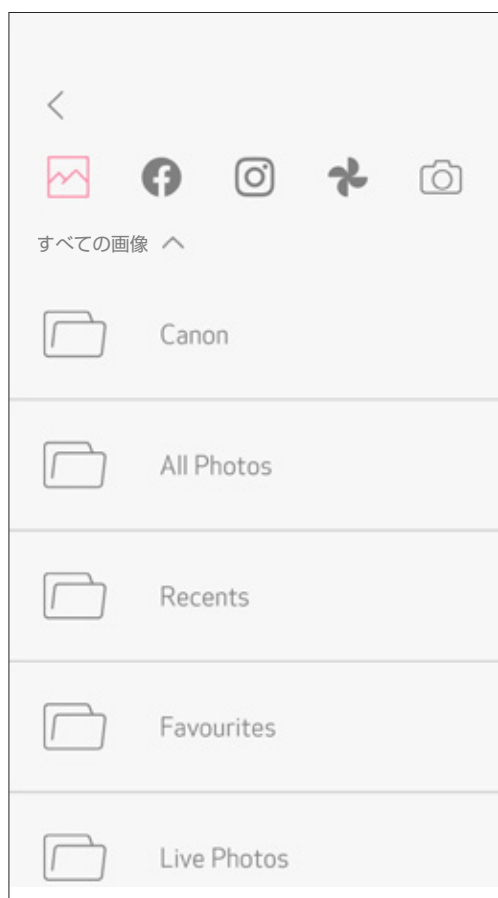 すべての画像
Canon
All Photos
Recents
Favourites
Live Photos